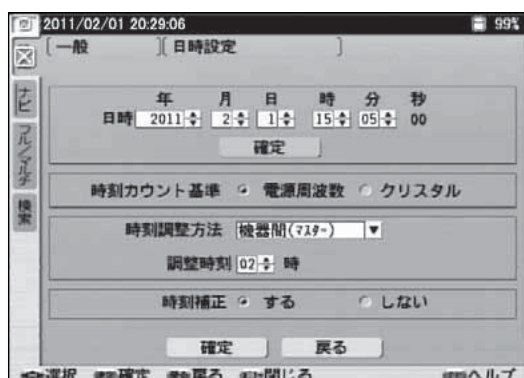 2011/02/01 20:29:06 99%
[一般 ][日時設定 ]
ナビ
フル/マルチ
検索
年 月 日 時 分 秒
日時 2011 2 1 15 05 00
確定
時刻カウント基準 電源周波数 クリスタル
時刻調整方法 機器間(マスター)
調整時刻 02 時
時刻補正 する しない
確定 戻る
選択 確定 戻る 閉じる ヘルプ